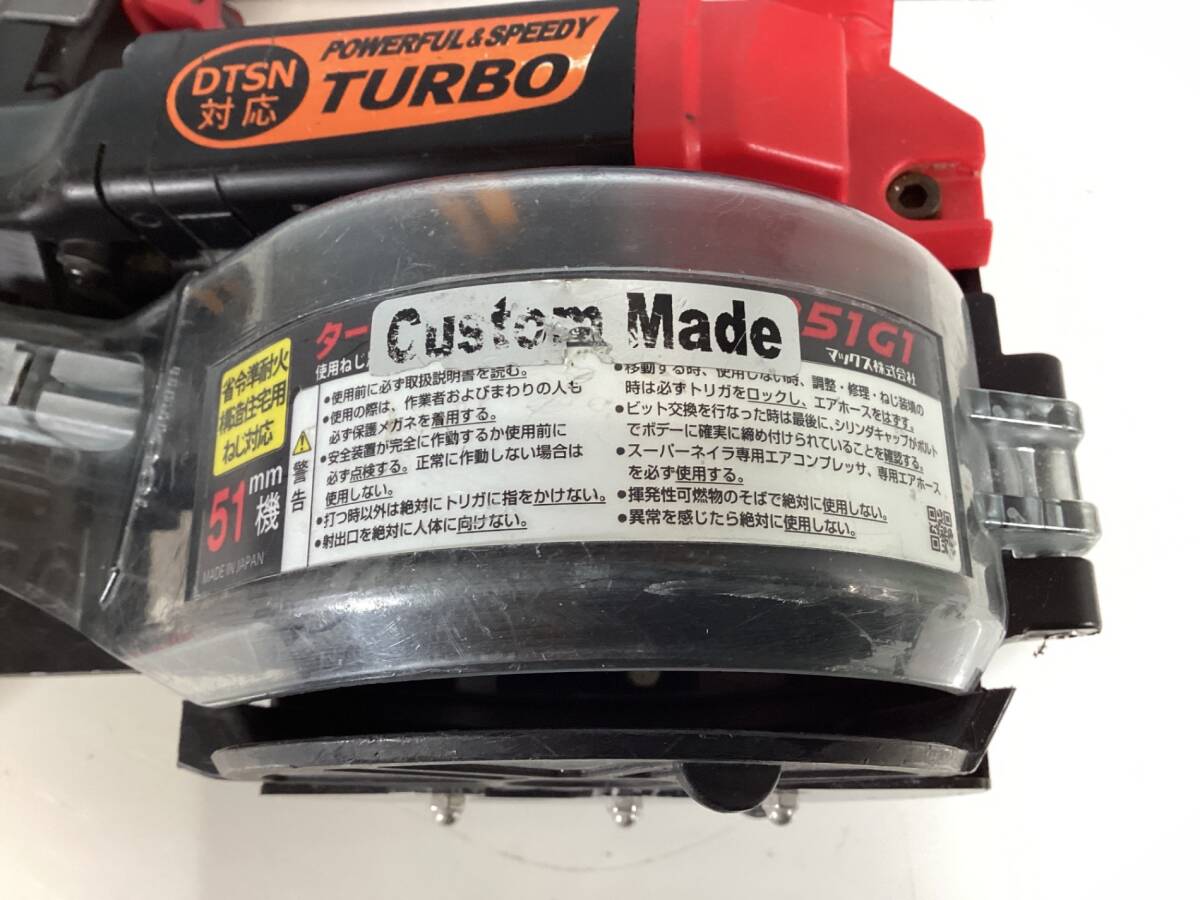 DTSN
対応
POWERFUL&SPEEDY
TURBO
Custom Made
ター
351G1
使用ねじ
マックス株式会社
省令準耐火
構造住宅用
ねじ対応
51mm機
MADE IN JAPAN
警告
●使用前に必ず取扱説明書を読む。
●使用の際は、作業者およびまわりの人も
必ず保護メガネを着用する。
●安全装置が完全に作動するか使用前に
必ず点検する。正常に作動しない場合は
使用しない。
●打つ時以外は絶対にトリガに指をかけない。
●射出口を絶対に人体に向けない。
●移動する時、使用しない時、調整・修理・ねじ装填の
時は必ずトリガをロックし、エアホースをはずす。
●ビット交換を行なった時は最後に、シリンダキャップがボルト
でボデーに確実に締め付けられていることを確認する。
●スーパーネイラ専用エアコンプレッサ、専用エアホース
を必ず使用する。
●揮発性可燃物のそばで絶対に使用しない。
●異常を感じたら絶対に使用しない。